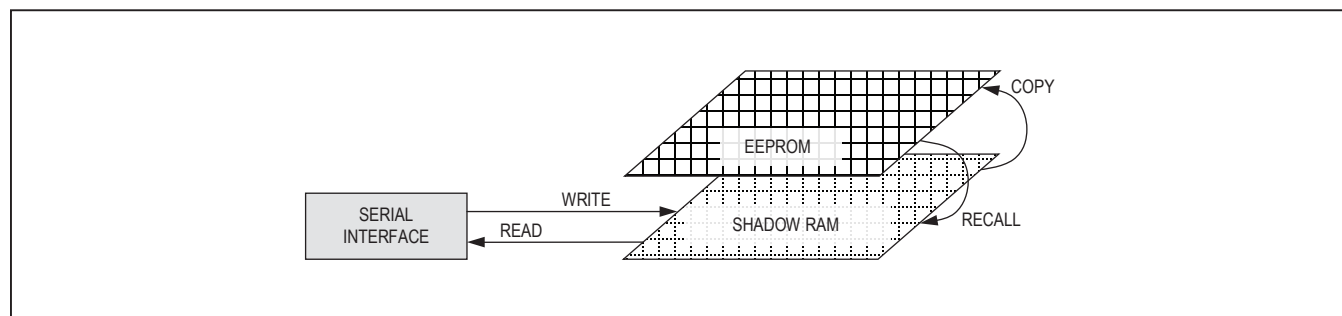 COPY
EEPROM
WRITE
SERIAL
INTERFACE
SHADOW RAM
READ
RECALL